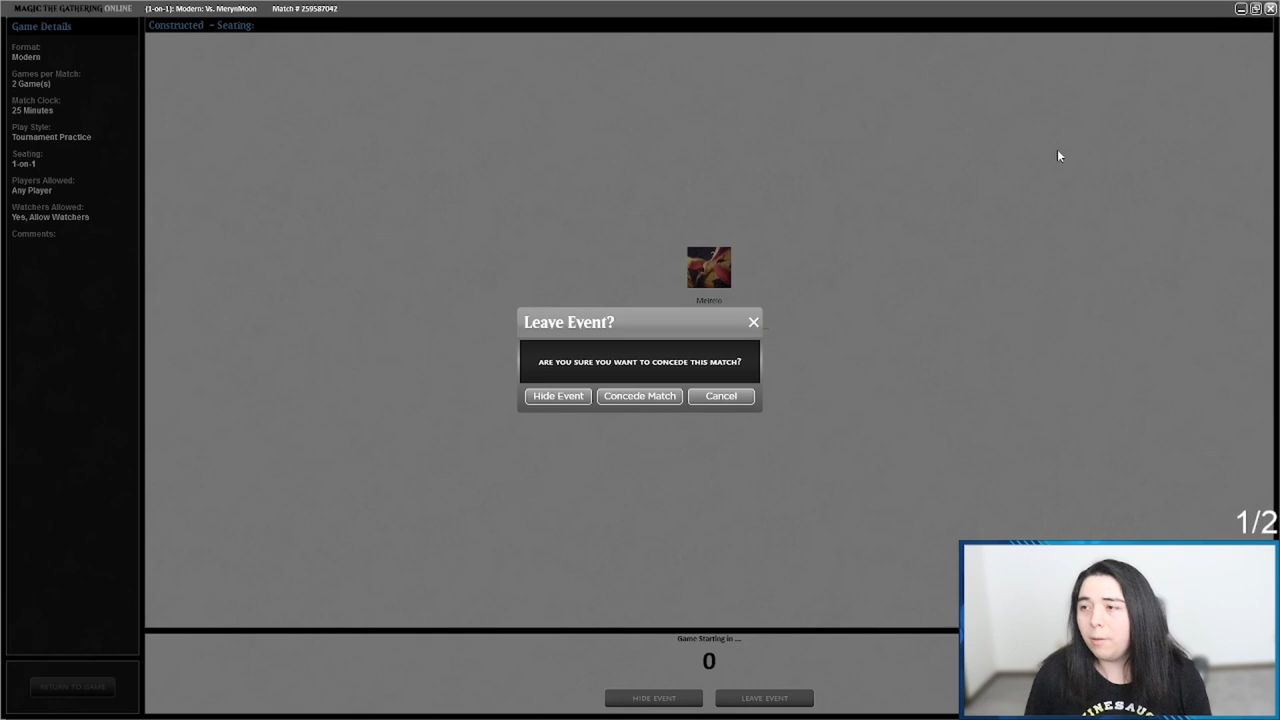 MAGIC THE GATHERING ONLINE (1-on-1): Modern: Vs. MerynMoon Match # 259587042
Game Details
Constructed - Seating:
Format:
Modern
Games per Match:
2 Game(s)
Match Clock:
25 Minutes
Play Style:
Tournament Practice
Seating:
1-on-1
Players Allowed:
Any Player
Watchers Allowed:
Yes, Allow Watchers
Comments:
Leave Event?
ARE YOU SURE YOU WANT TO CONCEDE THIS MATCH?
Hide Event Concede Match Cancel
1/2
Game Starting in ...
0
RETURN TO GAME
HIDE EVENT LEAVE EVENT